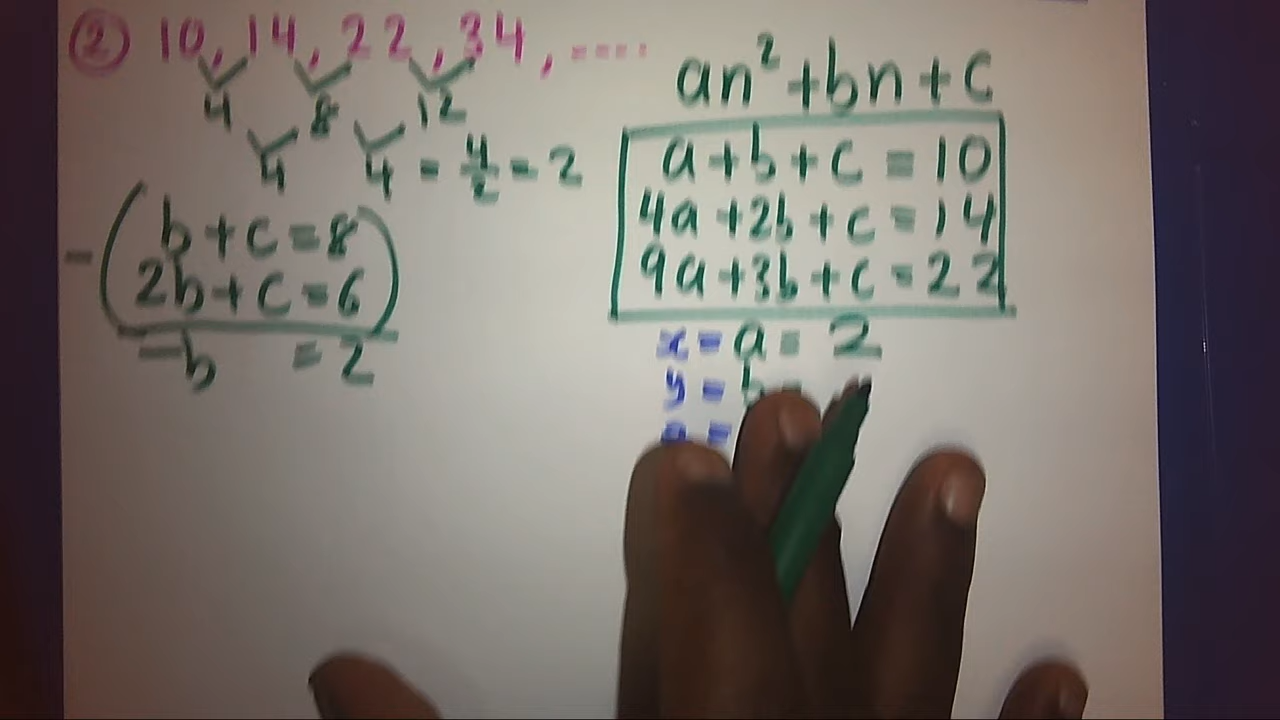 ② 10, 14, 22, 34, ....
4 8 12
4 4 = 4/2 = 2
-(b + c = 8
2b + c = 6)
-b = 2
an² + bn + c
a + b + c = 10
4a + 2b + c = 14
9a + 3b + c = 22
x = a = 2
y = b =
=